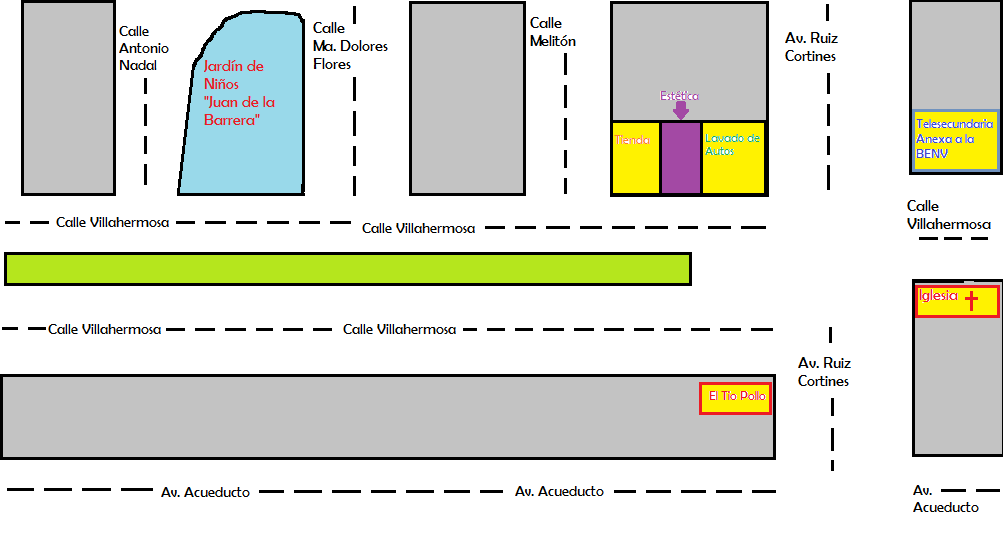 Calle
Antonio
Nadal
Jardín de
Niños
"Juan de la
Barrera"
Calle
Ma. Dolores
Flores
Calle
Melitón
Estética
Tienda
Lavado de
Autos
Av. Ruiz
Cortines
Telesecundaría
Anexa a la
BENV
Calle Villahermosa
Calle Villahermosa
Calle
Villahermosa
Iglesia
Calle Villahermosa
Calle Villahermosa
Av. Ruiz
Cortines
El Tio Pollo
Av. Acueducto
Av. Acueducto
Av.
Acueducto